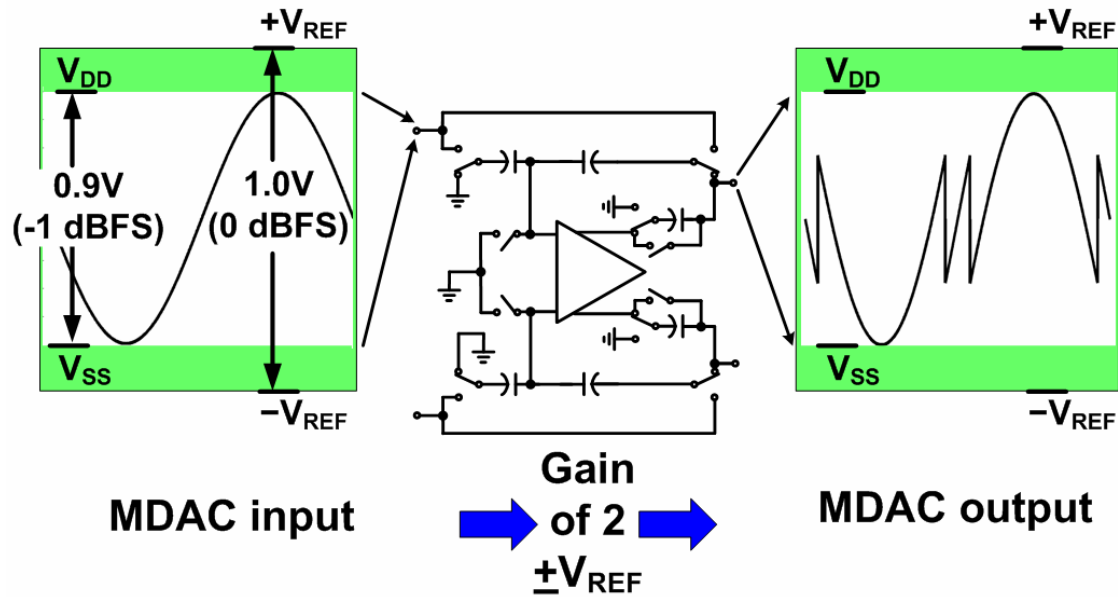 +VREF
VDD
0.9V
(-1 dBFS)
1.0V
(0 dBFS)
VSS
−VREF
MDAC input
Gain
of 2
±VREF
+VREF
VDD
VSS
−VREF
MDAC output